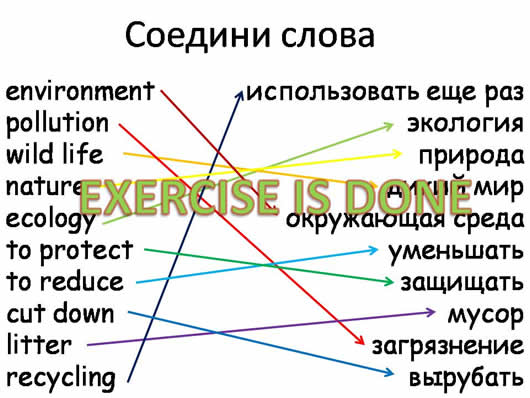 Соедини слова
environment
pollution
wild life
nature
ecology
to protect
to reduce
cut down
litter
recycling
использовать еще раз
экология
природа
дикий мир
окружающая среда
уменьшать
защищать
мусор
загрязнение
вырубать
EXERCISE IS DONE